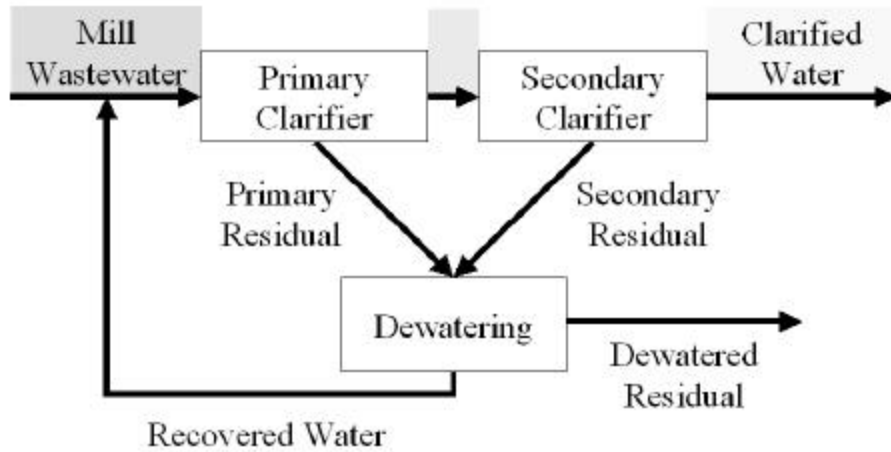 Mill
Wastewater
Primary
Clarifier
Secondary
Clarifier
Clarified
Water
Primary
Residual
Secondary
Residual
Dewatering
Dewatered
Residual
Recovered Water